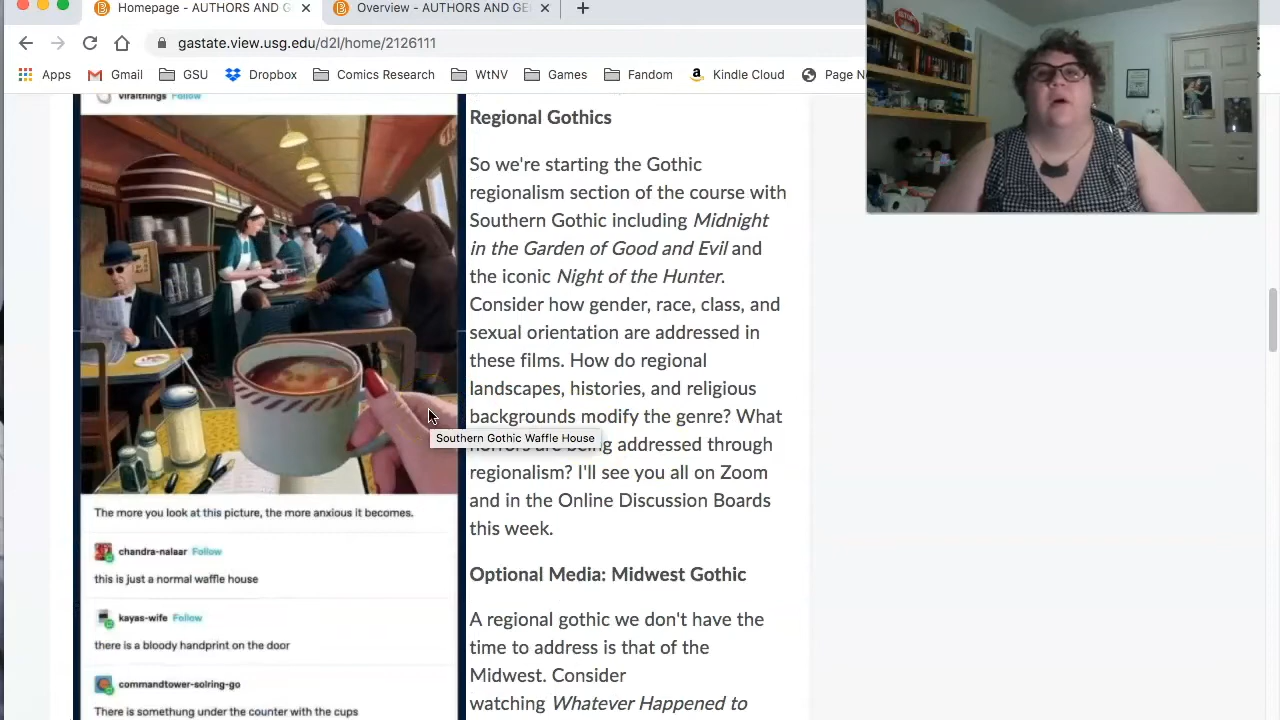 Homepage - AUTHORS AND G
Overview - AUTHORS AND GE
gastate.view.usg.edu/d2l/home/2126111
Apps
Gmail
GSU
Dropbox
Comics Research
WtNV
Games
Fandom
Kindle Cloud
Page N
viralthings Follow
The more you look at this picture, the more anxious it becomes.
chandra-nalaar Follow
this is just a normal waffle house
kayas-wife Follow
there is a bloody handprint on the door
commandtower-solring-go
There is somethung under the counter with the cups
Southern Gothic Waffle House
Regional Gothics
So we're starting the Gothic
regionalism section of the course with
Southern Gothic including Midnight
in the Garden of Good and Evil and
the iconic Night of the Hunter.
Consider how gender, race, class, and
sexual orientation are addressed in
these films. How do regional
landscapes, histories, and religious
backgrounds modify the genre? What
being addressed through
regionalism? I'll see you all on Zoom
and in the Online Discussion Boards
this week.
Optional Media: Midwest Gothic
A regional gothic we don't have the
time to address is that of the
Midwest. Consider
watching Whatever Happened to